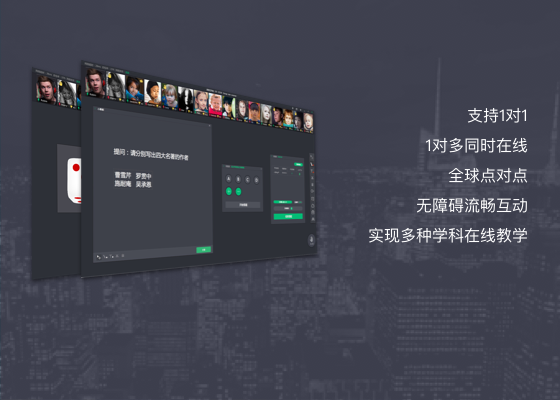 提问：请分别写出四大名著的作者
曹雪芹 罗贯中
施耐庵 吴承恩
支持1对1
1对多同时在线
全球点对点
无障碍流畅互动
实现多种学科在线教学